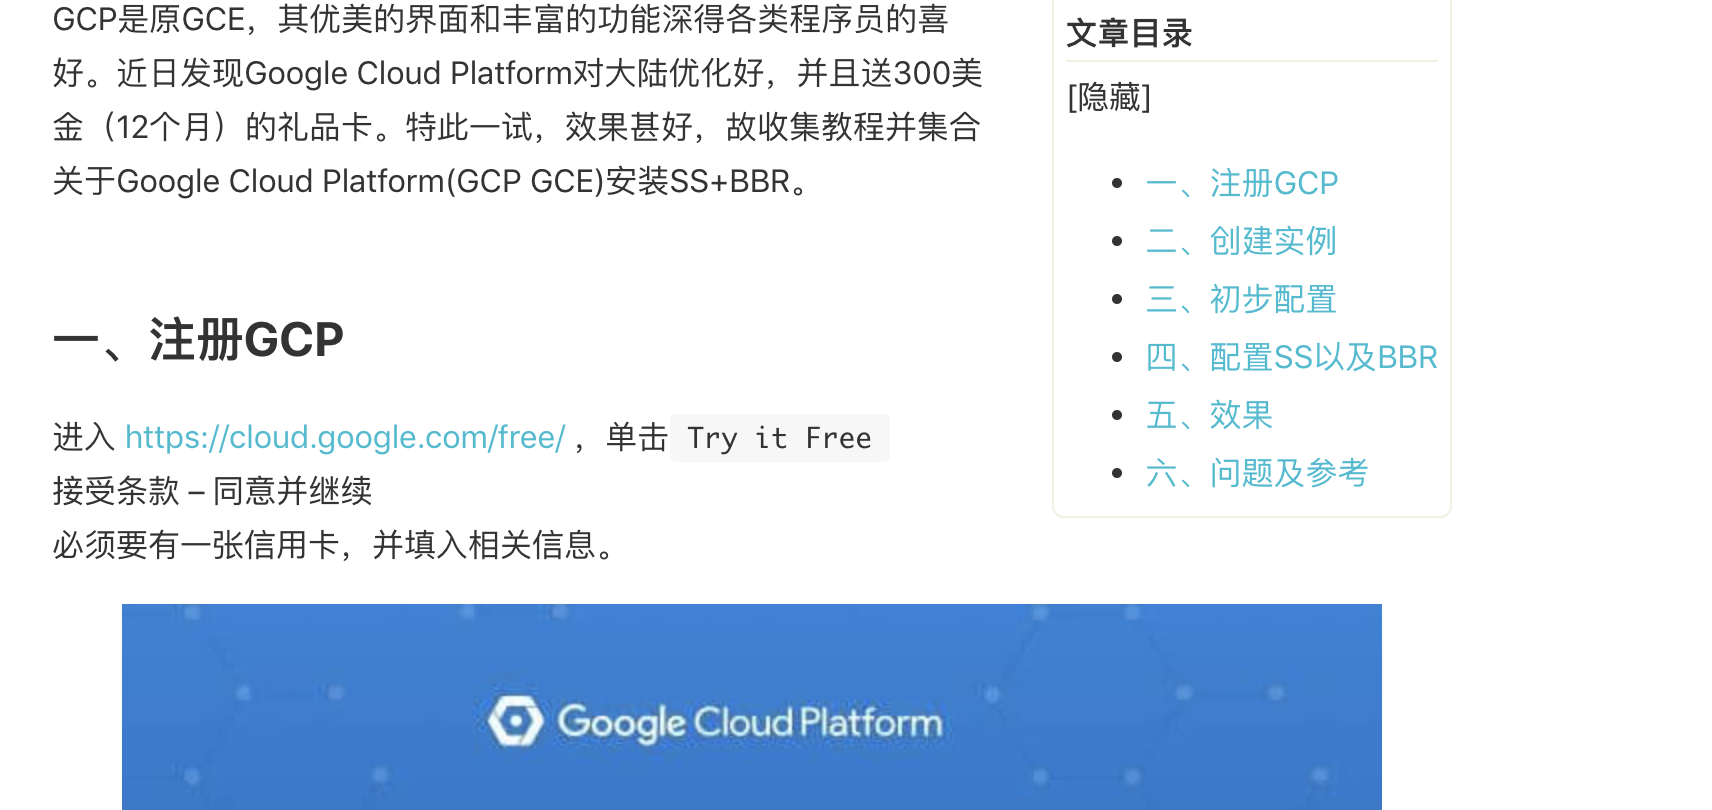 GCP是原GCE，其优美的界面和丰富的功能深得各类程序员的喜
好。近日发现Google Cloud Platform对大陆优化好，并且送300美
金（12个月）的礼品卡。特此一试，效果甚好，故收集教程并集合
关于Google Cloud Platform(GCP GCE)安装SS+BBR。
文章目录
[隐藏]
一、注册GCP
二、创建实例
三、初步配置
四、配置SS以及BBR
五、效果
六、问题及参考
一、注册GCP
进入 https://cloud.google.com/free/ ，单击 Try it Free
接受条款 – 同意并继续
必须要有一张信用卡，并填入相关信息。
Google Cloud Platform